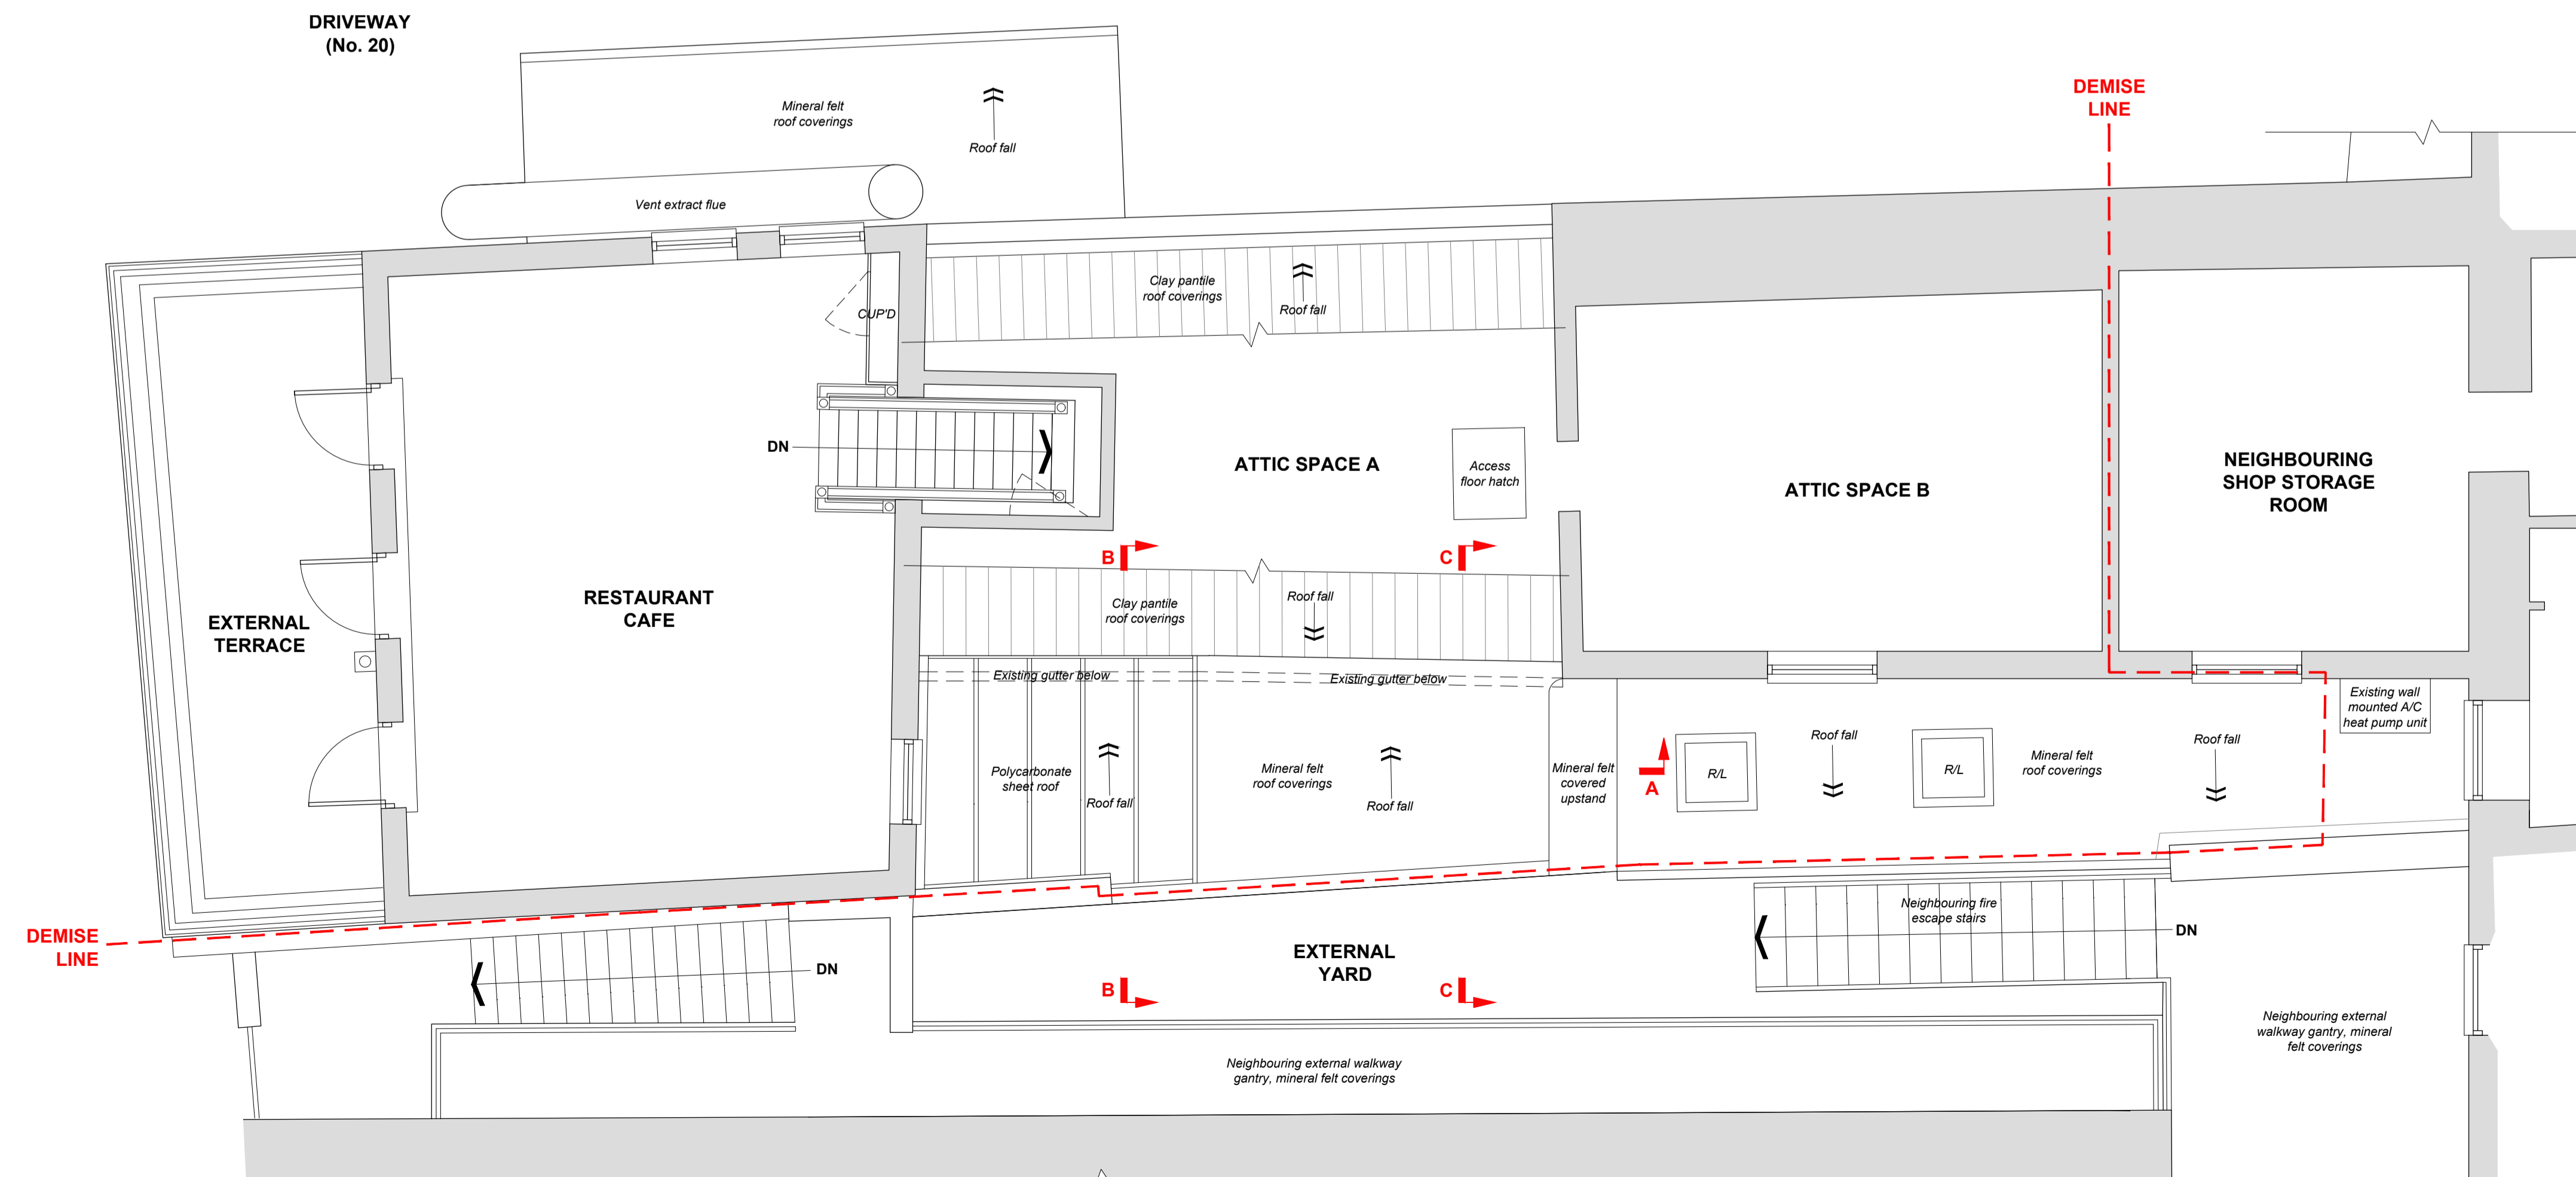 DRIVEWAY
(No. 20)
Mineral felt
roof coverings
Roof fall
DEMISE
LINE
Vent extract flue
Clay pantile
roof coverings
Roof fall
CUP'D
DN
ATTIC SPACE A
Access
floor hatch
ATTIC SPACE B
NEIGHBOURING
SHOP STORAGE
ROOM
B
C
RESTAURANT
CAFE
EXTERNAL
TERRACE
Clay pantile
roof coverings
Roof fall
Existing gutter below
Existing gutter below
Existing wall
mounted A/C
heat pump unit
Polycarbonate
sheet roof
Roof fall
Mineral felt
roof coverings
Roof fall
Mineral felt
covered
upstand
A
R/L
Roof fall
R/L
Mineral felt
roof coverings
Roof fall
Neighbouring fire
escape stairs
DN
DEMISE
LINE
DN
EXTERNAL
YARD
B
C
Neighbouring external walkway
gantry, mineral felt coverings
Neighbouring external
walkway gantry, mineral
felt coverings